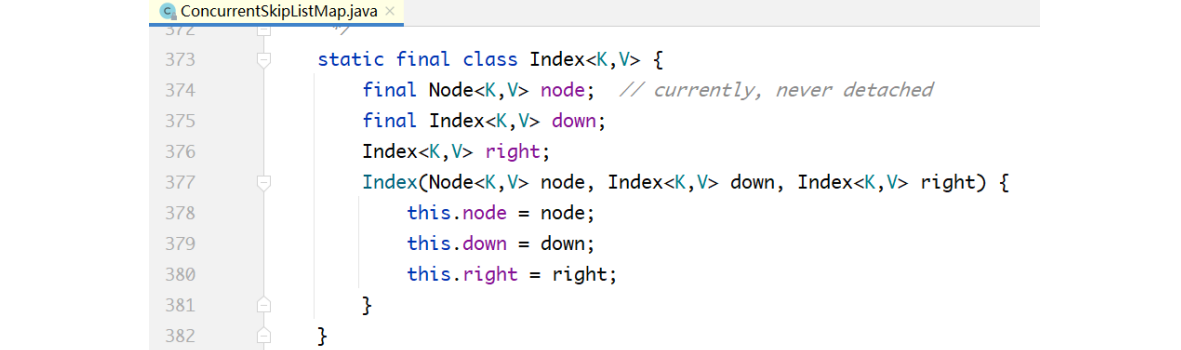 ConcurrentSkipListMap.java
372 */
373 static final class Index<K,V> {
374 final Node<K,V> node;  // currently, never detached
375 final Index<K,V> down;
376 Index<K,V> right;
377 Index(Node<K,V> node, Index<K,V> down, Index<K,V> right) {
378 this.node = node;
379 this.down = down;
380 this.right = right;
381 }
382 }